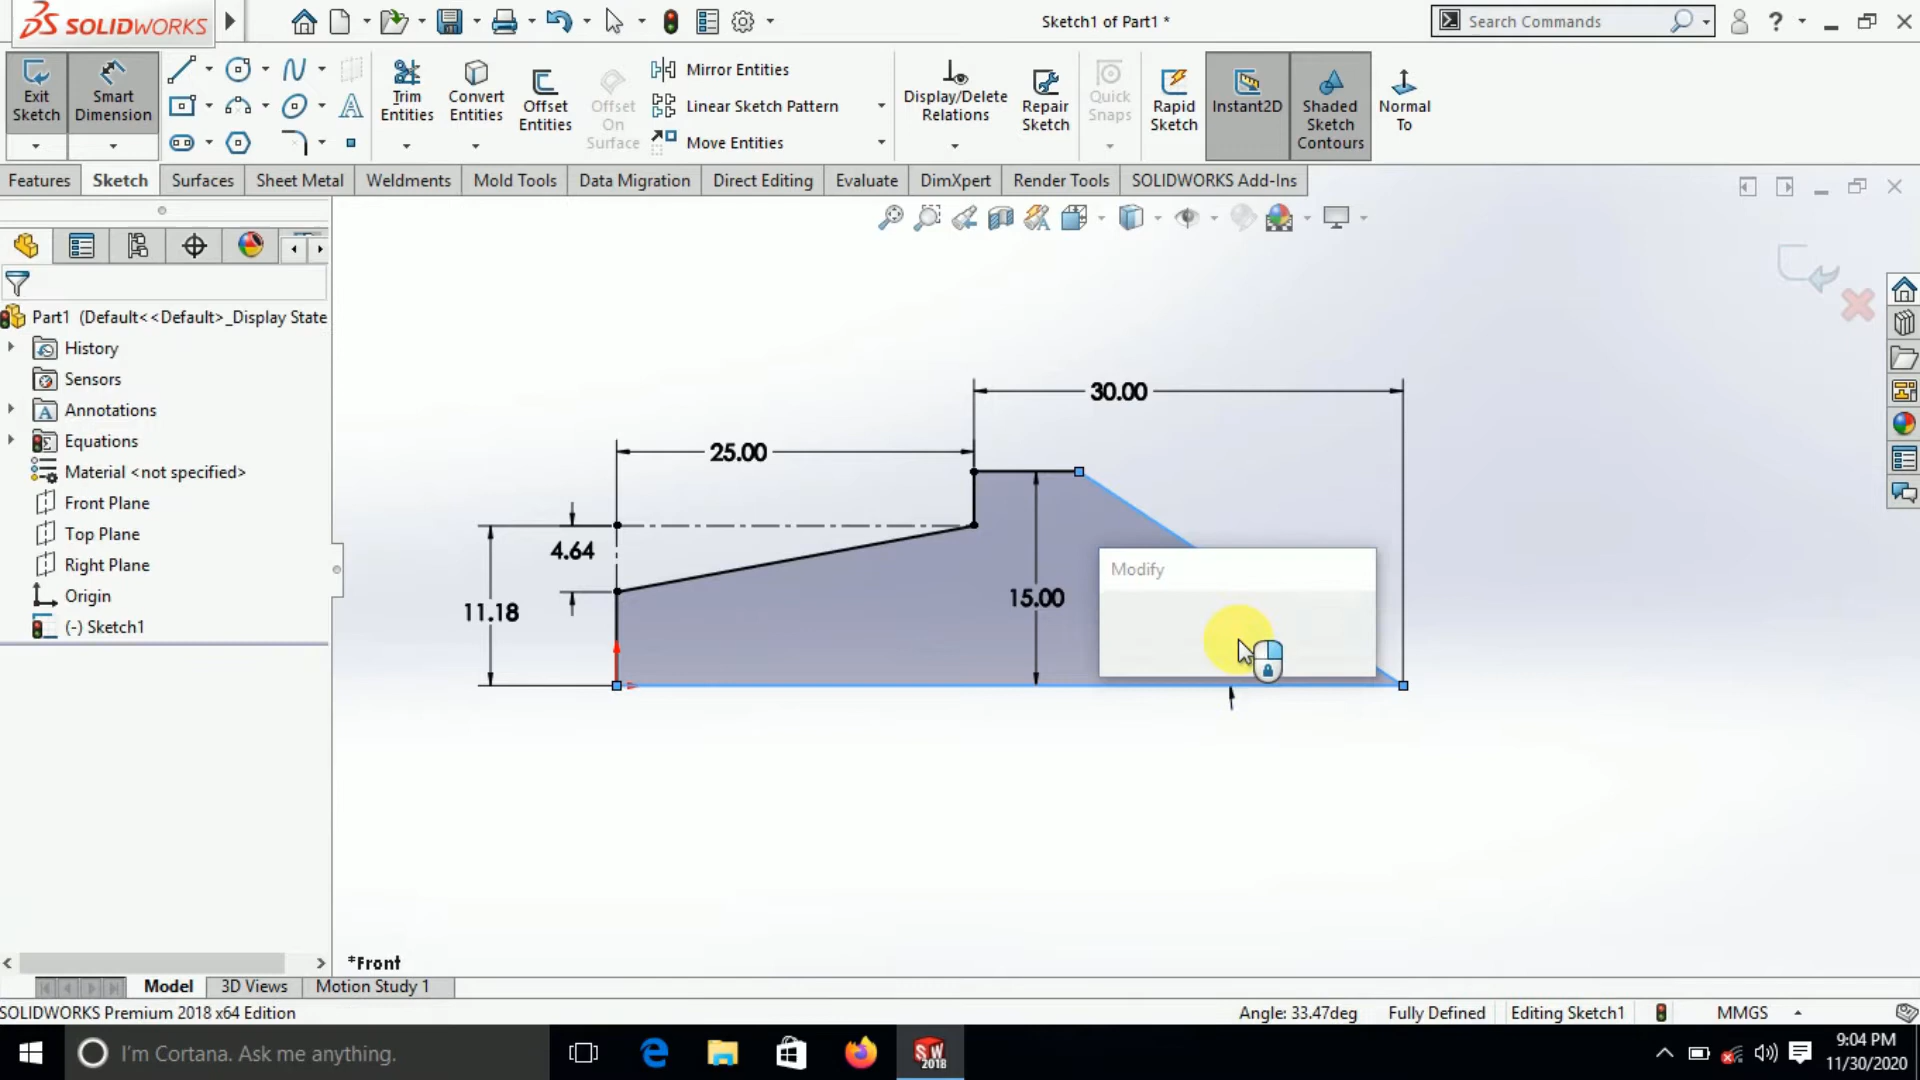 SOLIDWORKS
Sketch1 of Part1 *
Search Commands
Exit Sketch
Smart Dimension
Trim Entities
Convert Entities
Offset Entities
Offset On Surface
Mirror Entities
Linear Sketch Pattern
Move Entities
Display/Delete Relations
Repair Sketch
Quick Snaps
Rapid Sketch
Instant2D
Shaded Sketch Contours
Normal To
Features
Sketch
Surfaces
Sheet Metal
Weldments
Mold Tools
Data Migration
Direct Editing
Evaluate
DimXpert
Render Tools
SOLIDWORKS Add-Ins
Part1 (Default<<Default>_Display State
History
Sensors
Annotations
Equations
Material <not specified>
Front Plane
Top Plane
Right Plane
Origin
(-) Sketch1
30.00
25.00
4.64
11.18
15.00
Modify
*Front
Model
3D Views
Motion Study 1
SOLIDWORKS Premium 2018 x64 Edition
Angle: 33.47deg
Fully Defined
Editing Sketch1
MMGS
I'm Cortana. Ask me anything.
SW
2018
9:04 PM
11/30/2020